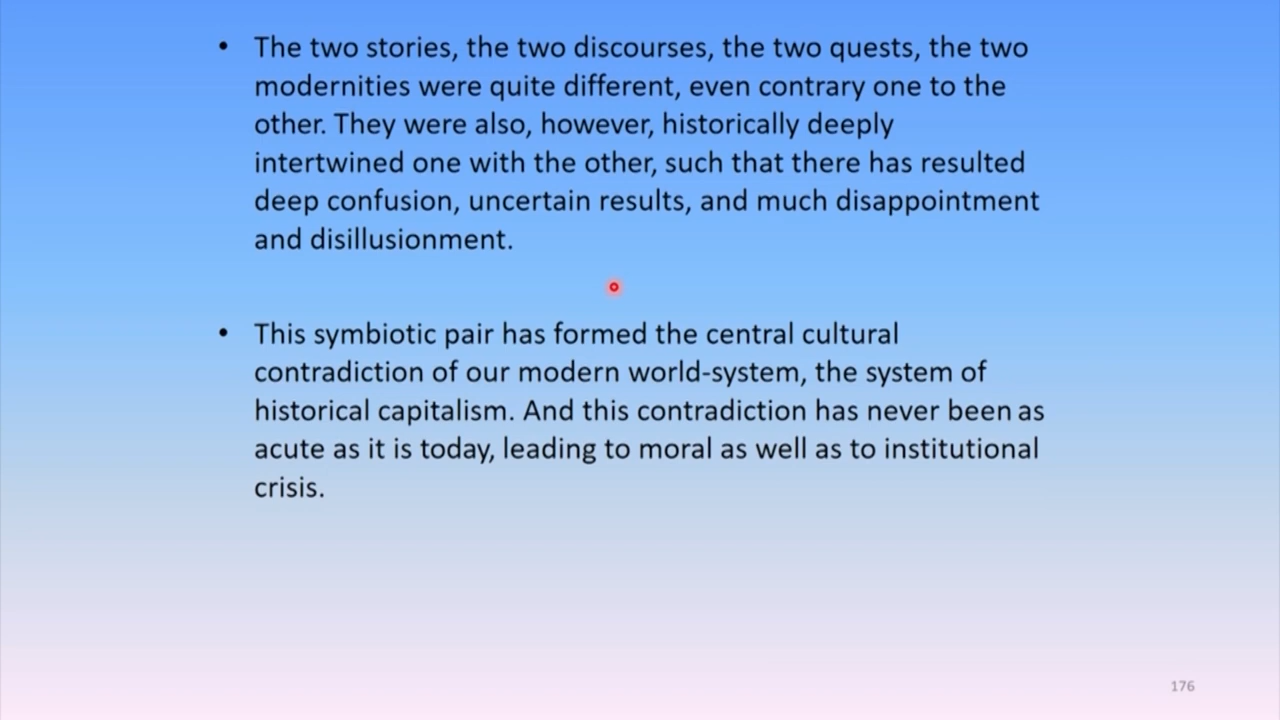 • The two stories, the two discourses, the two quests, the two
modernities were quite different, even contrary one to the
other. They were also, however, historically deeply
intertwined one with the other, such that there has resulted
deep confusion, uncertain results, and much disappointment
and disillusionment.
• This symbiotic pair has formed the central cultural
contradiction of our modern world-system, the system of
historical capitalism. And this contradiction has never been as
acute as it is today, leading to moral as well as to institutional
crisis.
176